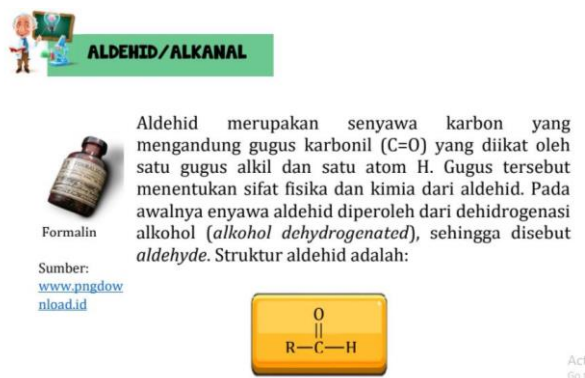 ALDEHID/ALKANAL
Aldehid merupakan senyawa karbon yang
mengandung gugus karbonil (C=O) yang diikat oleh
satu gugus alkil dan satu atom H. Gugus tersebut
menentukan sifat fisika dan kimia dari aldehid. Pada
awalnya enyawa aldehid diperoleh dari dehidrogenasi
alkohol (alkohol dehydrogenated), sehingga disebut
aldehyde. Struktur aldehid adalah:
Formalin
Sumber:
www.pngdow
nload.id
O
||
R—C—H